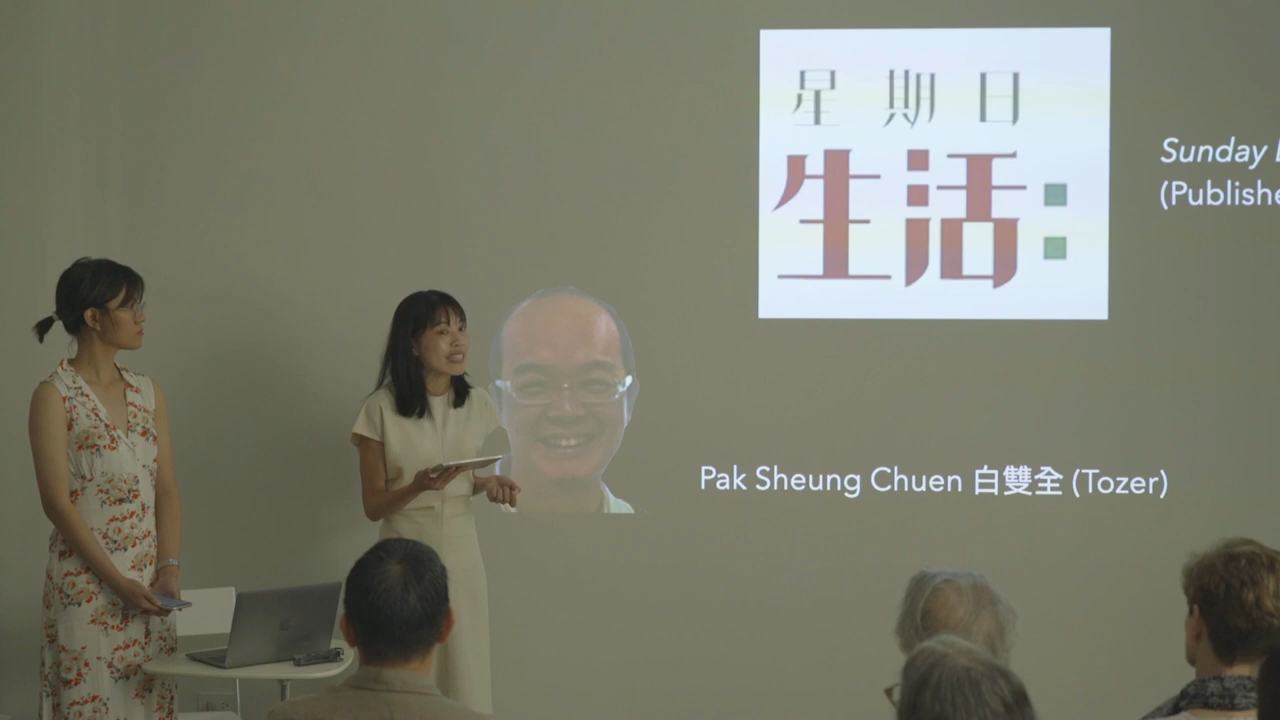 星期日
生活:
Sunday
(Publishe
Pak Sheung Chuen 白雙全 (Tozer)